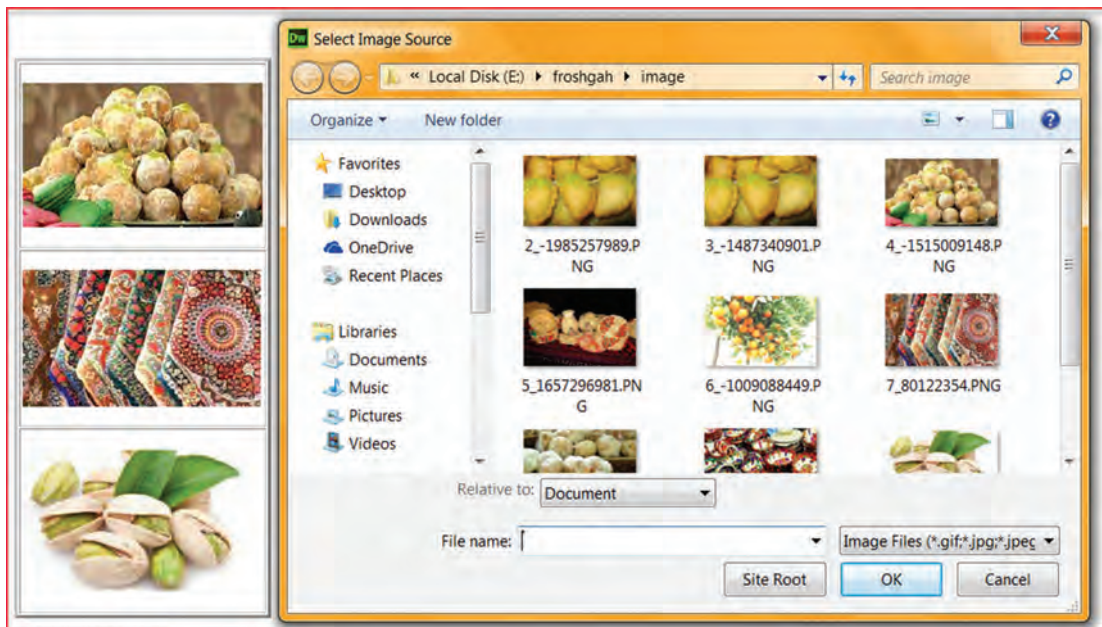 Dw Select Image Source
« Local Disk (E:) ▸ froshgah ▸ image
Search image
Organize
New folder
Favorites
Desktop
Downloads
OneDrive
Recent Places
Libraries
Documents
Music
Pictures
Videos
2_-1985257989.P
NG
3_-1487340901.P
NG
4_-1515009148.P
NG
5_1657296981.PN
G
6_-1009088449.P
NG
7_80122354.PNG
Relative to: Document
File name:
Image Files (*.gif;*.jpg;*.jpeg
Site Root
OK
Cancel